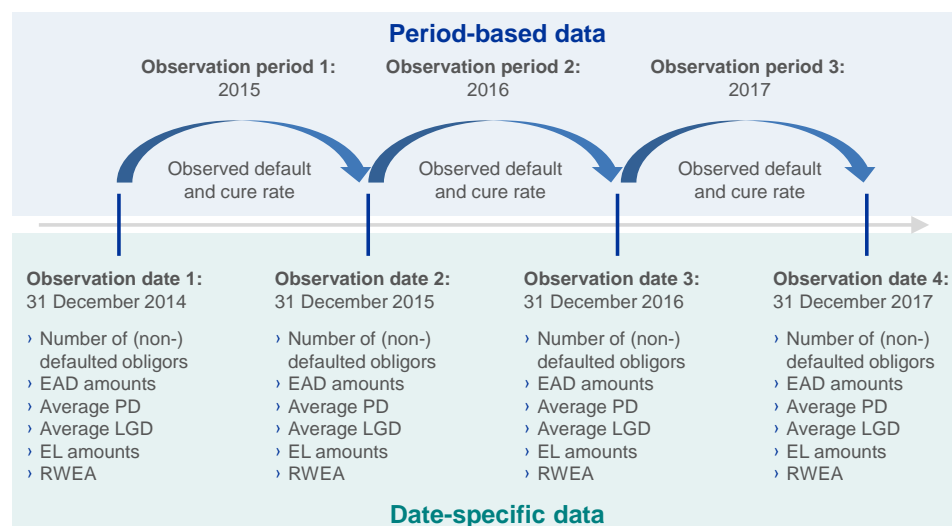 Period-based data
Observation period 1:
2015
Observation period 2:
2016
Observation period 3:
2017
Observed default
and cure rate
Observed default
and cure rate
Observed default
and cure rate
Observation date 1:
31 December 2014
› Number of (non-)
defaulted obligors
› EAD amounts
› Average PD
› Average LGD
› EL amounts
› RWEA
Observation date 2:
31 December 2015
› Number of (non-)
defaulted obligors
› EAD amounts
› Average PD
› Average LGD
› EL amounts
› RWEA
Observation date 3:
31 December 2016
› Number of (non-)
defaulted obligors
› EAD amounts
› Average PD
› Average LGD
› EL amounts
› RWEA
Observation date 4:
31 December 2017
› Number of (non-)
defaulted obligors
› EAD amounts
› Average PD
› Average LGD
› EL amounts
› RWEA
Date-specific data